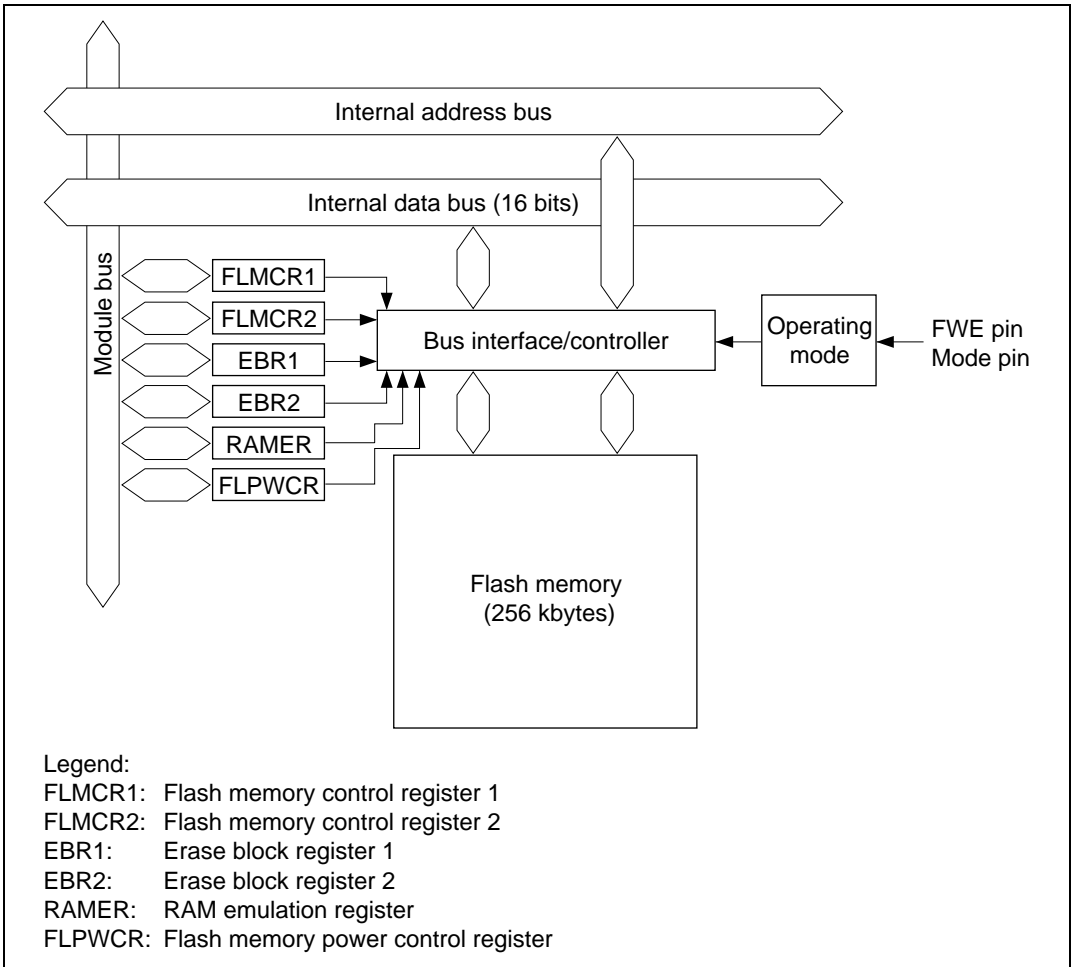 Internal address bus
Internal data bus (16 bits)
Module bus
FLMCR1
FLMCR2
EBR1
EBR2
RAMER
FLPWCR
Bus interface/controller
Operating
mode
FWE pin
Mode pin
Flash memory
(256 kbytes)
Legend:
FLMCR1: Flash memory control register 1
FLMCR2: Flash memory control register 2
EBR1: Erase block register 1
EBR2: Erase block register 2
RAMER: RAM emulation register
FLPWCR: Flash memory power control register